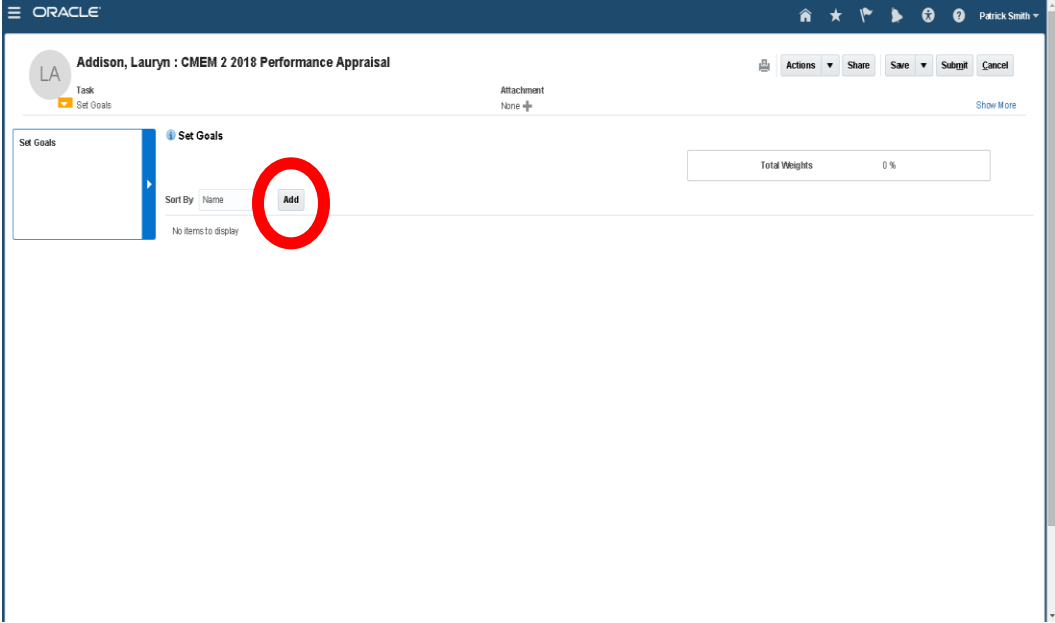 ORACLE
Patrick Smith
LA
Addison, Lauryn : CMEM 2 2018 Performance Appraisal
Actions Share Save Submit Cancel
Task
Attachment
Set Goals
None
Show More
Set Goals
Set Goals
Total Weights 0 %
Sort By Name Add
No items to display